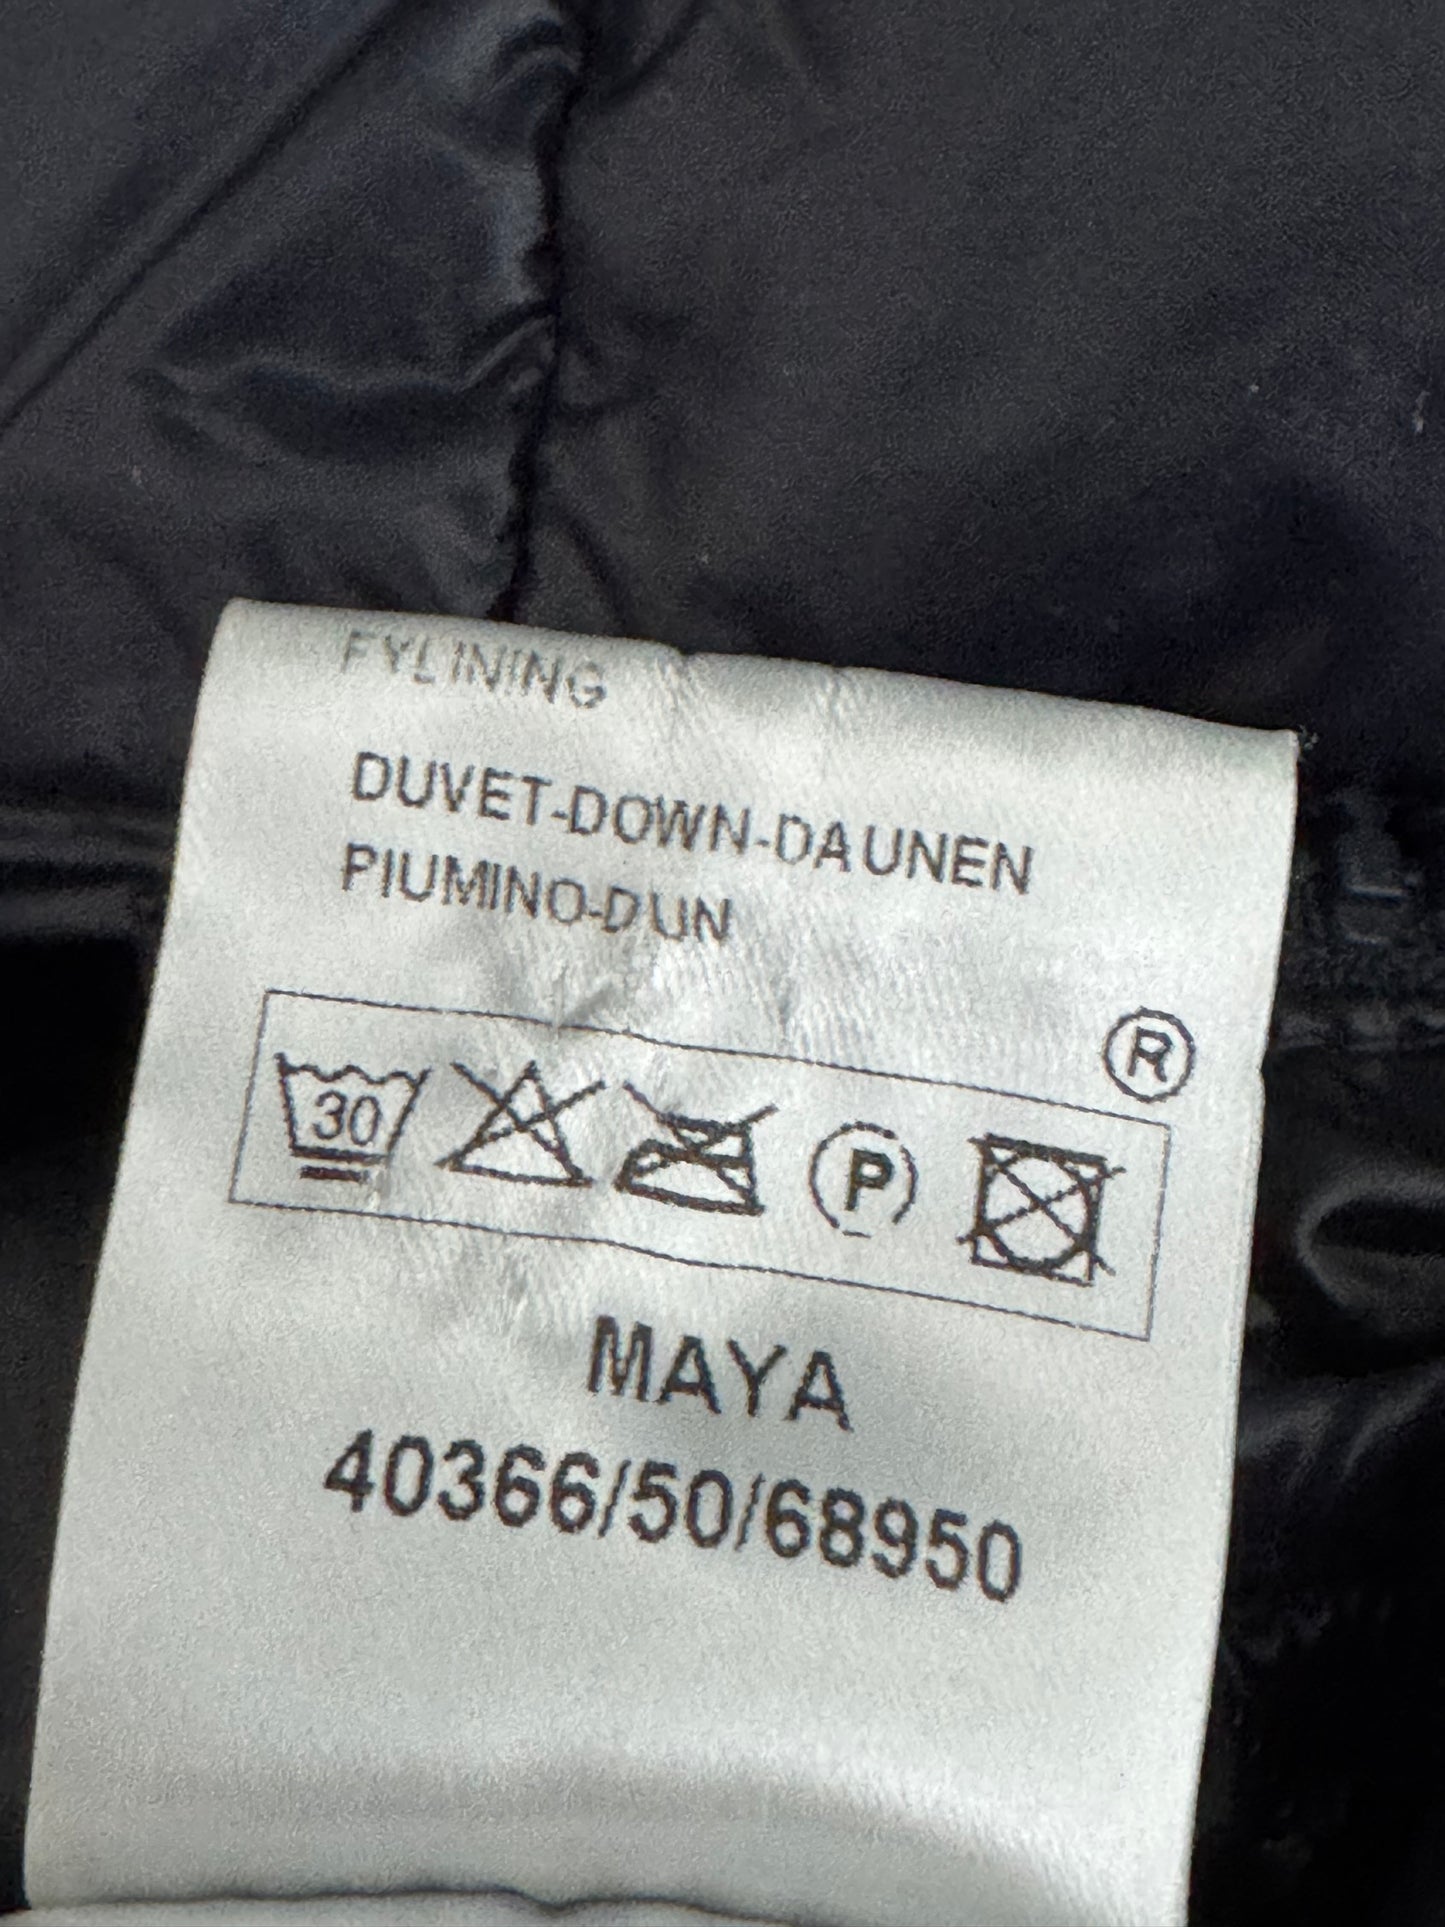 FYLINING
DUVET-DOWN-DAUNEN
PIUMINO-DUN
®
30
P
MAYA
40366/50/68950